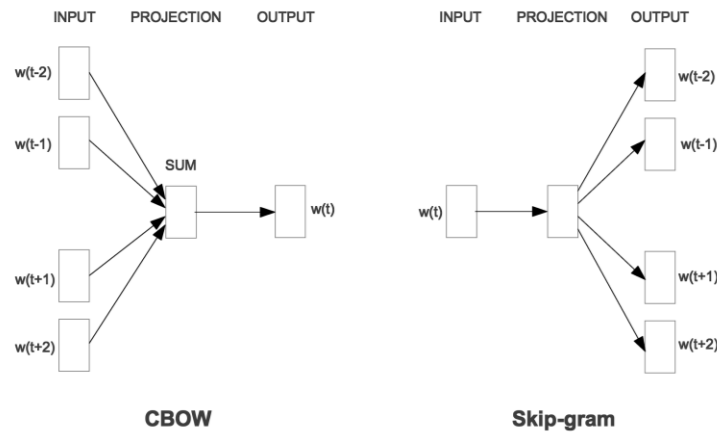 INPUT PROJECTION OUTPUT
w(t-2)
w(t-1)
SUM
w(t)
w(t+1)
w(t+2)
CBOW
INPUT PROJECTION OUTPUT
w(t-2)
w(t-1)
w(t)
w(t+1)
w(t+2)
Skip-gram